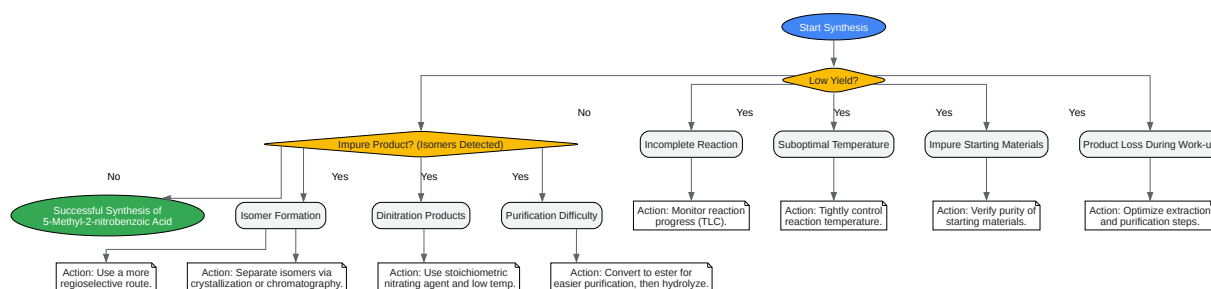 Start Synthesis
Low Yield?
No
Yes
Yes
Yes
Yes
Impure Product? (Isomers Detected)
Incomplete Reaction
Suboptimal Temperature
Impure Starting Materials
Product Loss During Work-u
No
Yes
Yes
Yes
Successful Synthesis of
5-Methyl-2-nitrobenzoic Acid
Isomer Formation
Dinitration Products
Purification Difficulty
Action: Monitor reaction
progress (TLC).
Action: Tightly control
reaction temperature.
Action: Verify purity of
starting materials.
Action: Optimize extraction
and purification steps.
Action: Use a more
regioselective route.
Action: Separate isomers via
crystallization or chromatography.
Action: Use stoichiometric
nitrating agent and low temp.
Action: Convert to ester for
easier purification, then hydrolyze.